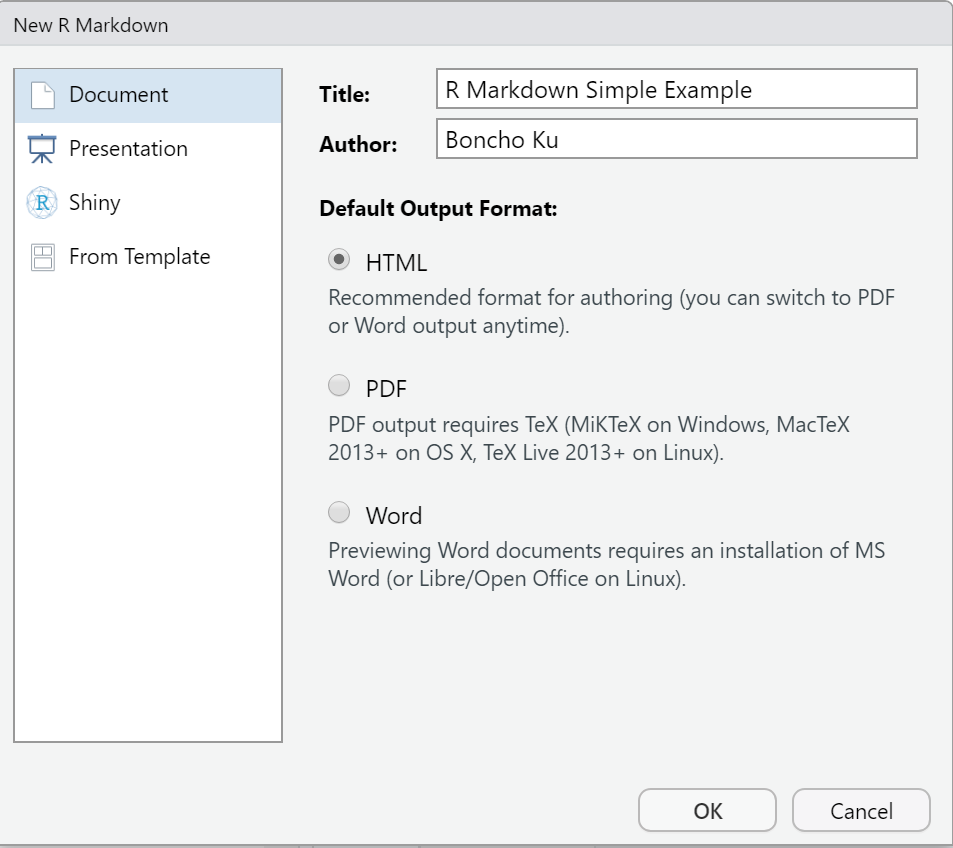 New R Markdown
Document
Presentation
Shiny
From Template
Title: R Markdown Simple Example
Author: Boncho Ku
Default Output Format:
HTML
Recommended format for authoring (you can switch to PDF
or Word output anytime).
PDF
PDF output requires TeX (MiKTeX on Windows, MacTeX
2013+ on OS X, TeX Live 2013+ on Linux).
Word
Previewing Word documents requires an installation of MS
Word (or Libre/Open Office on Linux).
OK Cancel